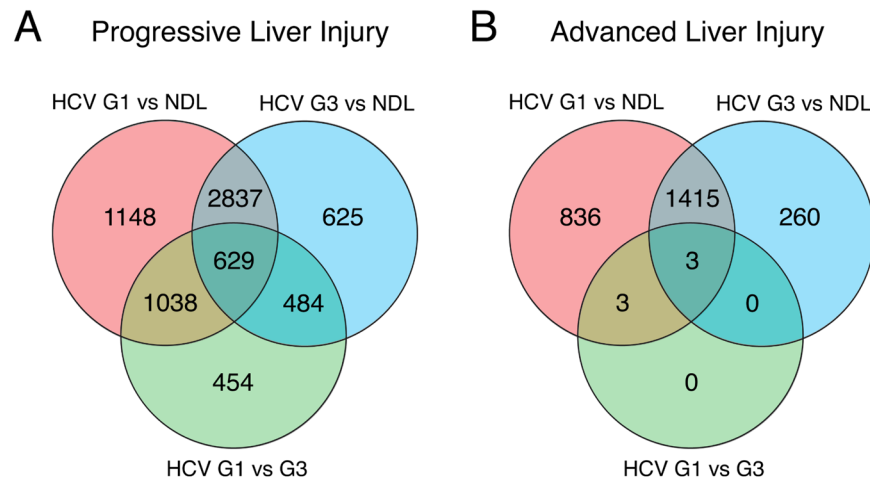 A Progressive Liver Injury
HCV G1 vs NDL HCV G3 vs NDL
1148 2837 625
629
1038 484
454
HCV G1 vs G3
B Advanced Liver Injury
HCV G1 vs NDL HCV G3 vs NDL
836 1415 260
3
3 0
0
HCV G1 vs G3